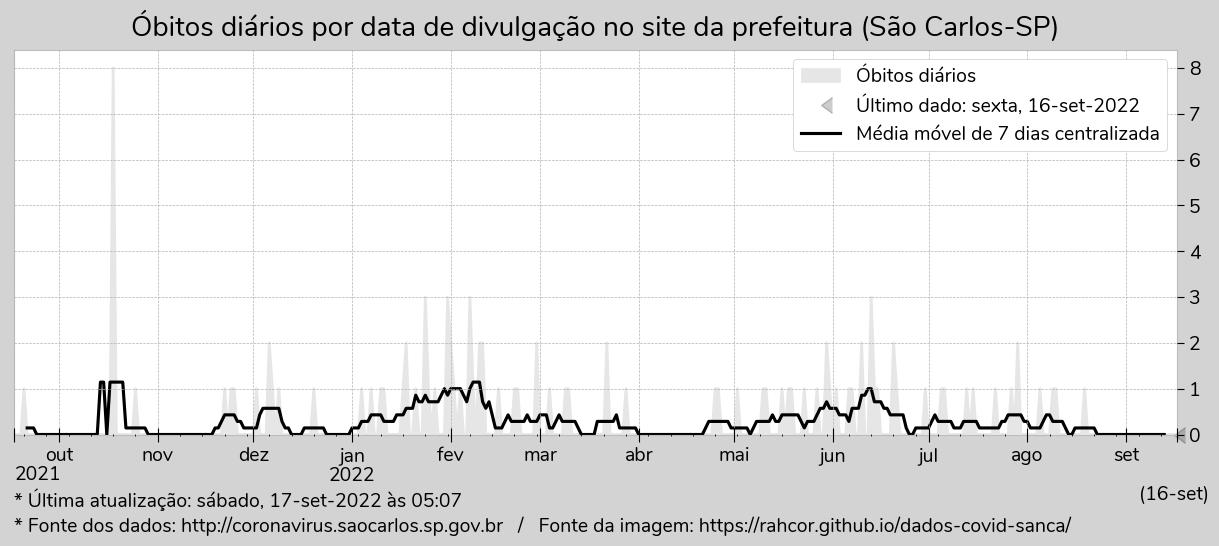 Óbitos diários por data de divulgação no site da prefeitura (São Carlos-SP)
Óbitos diários
Último dado: sexta, 16-set-2022
Média móvel de 7 dias centralizada
8
7
6
5
4
3
2
1
0
out nov dez jan fev mar abr mai jun jul ago set
2021 2022
(16-set)
* Última atualização: sábado, 17-set-2022 às 05:07
* Fonte dos dados: http://coronavirus.saocarlos.sp.gov.br / Fonte da imagem: https://rahcor.github.io/dados-covid-sanca/